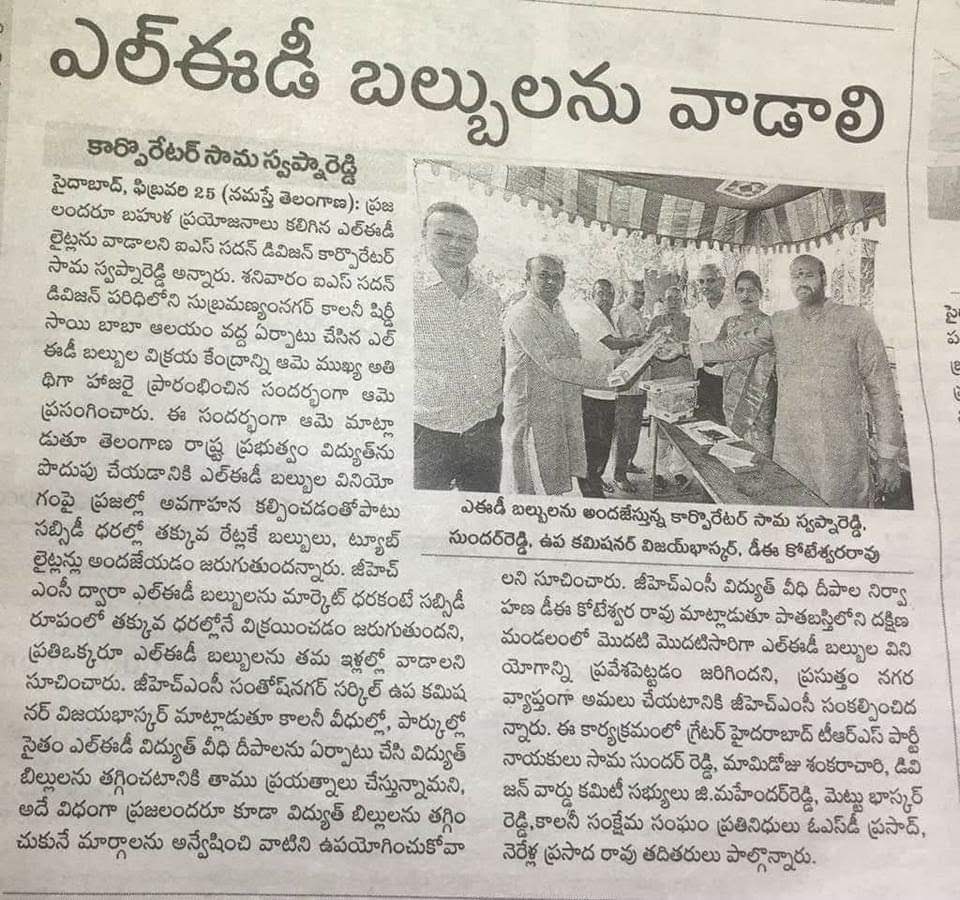 ఎల్ఈడీ బల్బులను వాడాలి
కార్పొరేటర్ సామ స్వప్నారెడ్డి
సైదాబాద్, ఫిబ్రవరి 25 (నమస్తే తెలంగాణ): ప్రజ
లందరూ బహుళ ప్రయోజనాలు కలిగిన ఎల్ఈడీ
లైట్లను వాడాలని ఐఎస్ సదన్ డివిజన్ కార్పొరేటర్
సామ స్వప్నారెడ్డి అన్నారు. శనివారం ఐఎస్ సదన్
డివిజన్ పరిధిలోని సుబ్రమణ్యంనగర్ కాలనీ షిర్డీ
సాయి బాబా ఆలయం వద్ద ఏర్పాటు చేసిన ఎల్
ఈడీ బల్బుల విక్రయ కేంద్రాన్ని ఆమె ముఖ్య అతి
థిగా హాజరై ప్రారంభించిన సందర్భంగా ఆమె
ప్రసంగించారు. ఈ సందర్భంగా ఆమె మాట్లా
డుతూ తెలంగాణ రాష్ట్ర ప్రభుత్వం విద్యుత్‌ను
పొదుపు చేయడానికి ఎల్ఈడీ బల్బుల వినియో
గంపై ప్రజల్లో అవగాహన కల్పించడంతోపాటు
సబ్సిడీ ధరల్లో తక్కువ రేట్లకే బల్బులు, ట్యూబ్
లైట్లను అందజేయడం జరుగుతుందన్నారు. జీహెచ్
ఎంసీ ద్వారా ఎల్ఈడీ బల్బులను మార్కెట్ ధరకంటే సబ్సిడీ
రూపంలో తక్కువ ధరల్లోనే విక్రయించడం జరుగుతుందని,
ప్రతిఒక్కరూ ఎల్ఈడీ బల్బులను తమ ఇళ్లల్లో వాడాలని
సూచించారు. జీహెచ్ఎంసీ సంతోష్‌నగర్ సర్కిల్ ఉప కమిష
నర్ విజయభాస్కర్ మాట్లాడుతూ కాలనీ వీధుల్లో, పార్కుల్లో
సైతం ఎల్ఈడీ విద్యుత్ వీధి దీపాలను ఏర్పాటు చేసి విద్యుత్
బిల్లులను తగ్గించటానికి తాము ప్రయత్నాలు చేస్తున్నామని,
అదే విధంగా ప్రజలందరూ కూడా విద్యుత్ బిల్లులను తగ్గిం
చుకునే మార్గాలను అన్వేషించి వాటిని ఉపయోగించుకోవా
ఎఈడీ బల్బులను అందజేస్తున్న కార్పొరేటర్ సామ స్వప్నారెడ్డి,
సుందర్‌రెడ్డి, ఉప కమిషనర్ విజయ్‌భాస్కర్, డీఈ కోటేశ్వరరావు
లని సూచించారు. జీహెచ్ఎంసీ విద్యుత్ వీధి దీపాల నిర్వా
హణ డీఈ కోటేశ్వర రావు మాట్లాడుతూ పాతబస్తీలోని దక్షిణ
మండలంలో మొదటి మొదటిసారిగా ఎల్ఈడీ బల్బుల విని
యోగాన్ని ప్రవేశపెట్టడం జరిగిందని, ప్రస్తుత్తం నగర
వ్యాప్తంగా అమలు చేయటానికి జీహెచ్ఎంసీ సంకల్పించిద
న్నారు. ఈ కార్యక్రమంలో గ్రేటర్ హైదరాబాద్ టీఆర్ఎస్ పార్టీ
నాయకులు సామ సుందర్ రెడ్డి, మామిడోజు శంకరాచారి, డివి
జన్ వార్డు కమిటీ సభ్యులు జి.మహేందర్‌రెడ్డి, మెట్టు భాస్కర్
రెడ్డి,కాలనీ సంక్షేమ సంఘం ప్రతినిధులు ఓఎస్‌డీ ప్రసాద్,
నెరేళ్ల ప్రసాద రావు తదితరులు పాల్గొన్నారు.